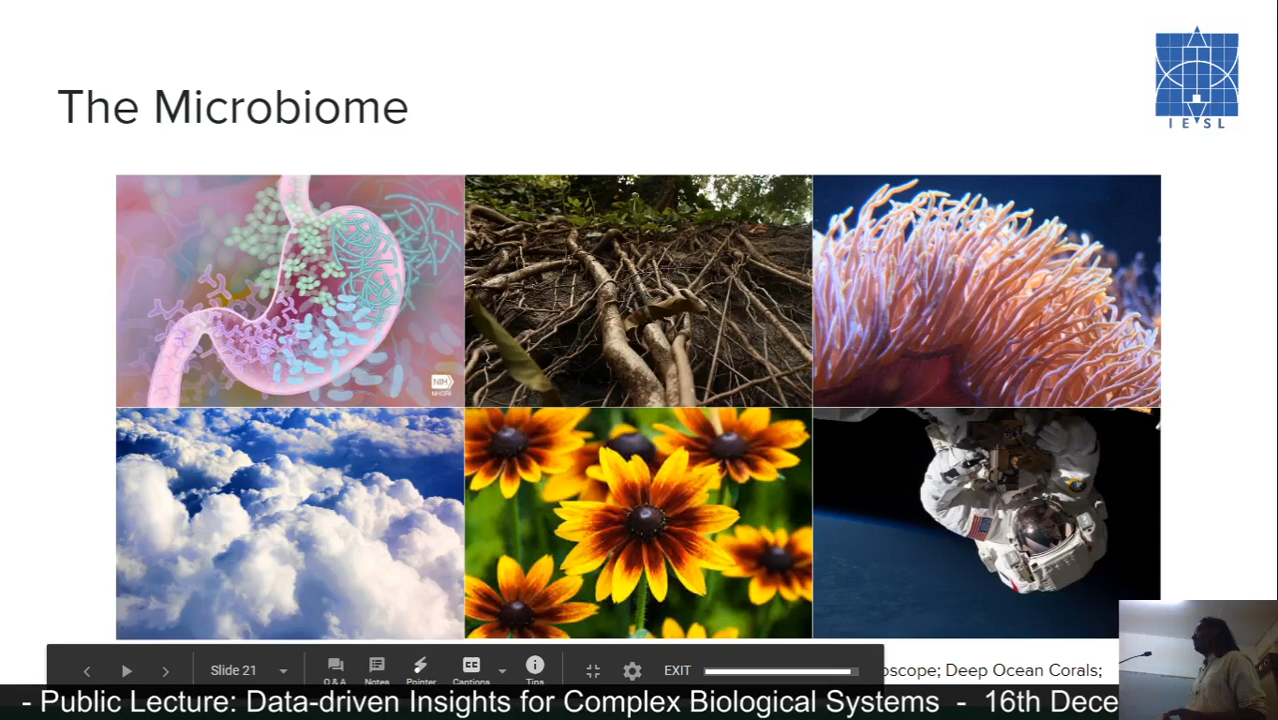 The Microbiome
IESL
NIH
NHGRI
Slide 21
Q & A
Notes
Pointer
Captions
Tips
EXIT
oscope; Deep Ocean Corals;
- Public Lecture: Data-driven Insights for Complex Biological Systems - 16th Dece